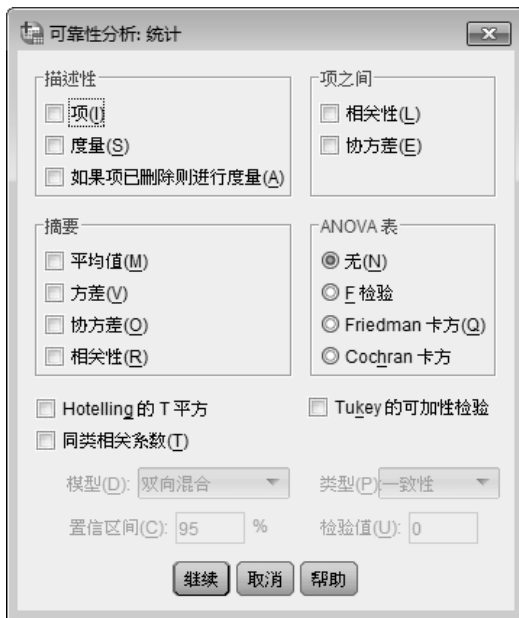 可靠性分析: 统计
描述性
项(I)
度量(S)
如果项已删除则进行度量(A)
项之间
相关性(L)
协方差(E)
摘要
平均值(M)
方差(V)
协方差(O)
相关性(R)
ANOVA 表
无(N)
F 检验
Friedman 卡方(Q)
Cochran 卡方
Hotelling 的 T 平方
Tukey 的可加性检验
同类相关系数(T)
模型(D): 双向混合
类型(P): 一致性
置信区间(C): 95 %
检验值(U): 0
继续 取消 帮助